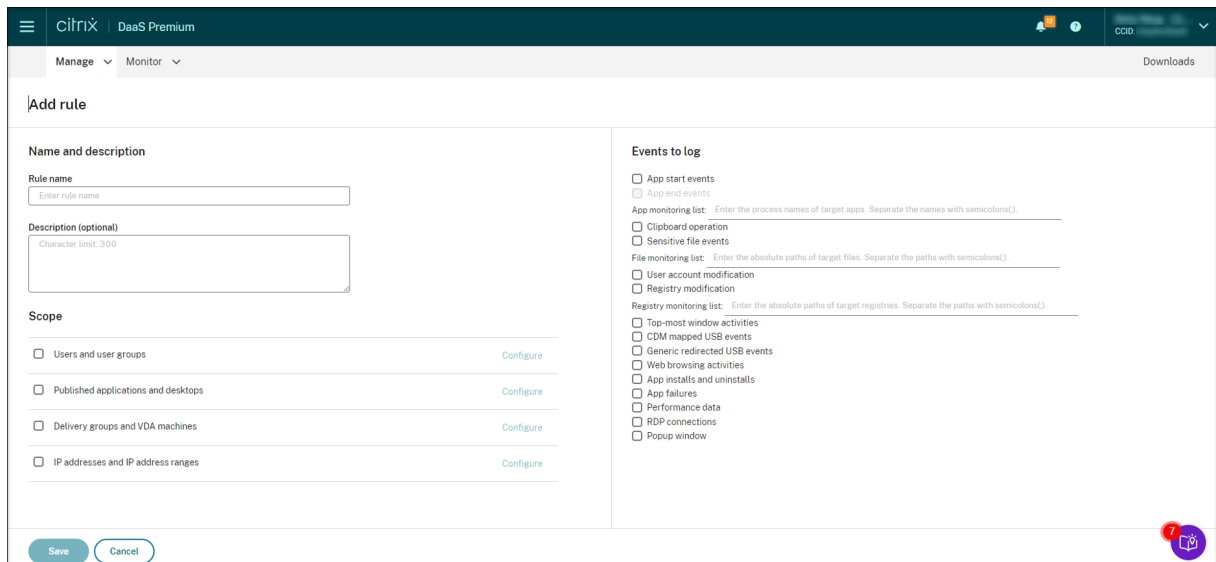 citrix | DaaS Premium
12
CCID:
Manage
Monitor
Downloads
Add rule
Name and description
Rule name
Enter rule name
Description (optional)
Character limit: 300
Scope
Users and user groups
Configure
Published applications and desktops
Configure
Delivery groups and VDA machines
Configure
IP addresses and IP address ranges
Configure
Events to log
App start events
App end events
App monitoring list: Enter the process names of target apps. Separate the names with semicolons(;).
Clipboard operation
Sensitive file events
File monitoring list: Enter the absolute paths of target files. Separate the paths with semicolons(;).
User account modification
Registry modification
Registry monitoring list: Enter the absolute paths of target registries. Separate the paths with semicolons(;).
Top-most window activities
CDM mapped USB events
Generic redirected USB events
Web browsing activities
App installs and uninstalls
App failures
Performance data
RDP connections
Popup window
Save
Cancel
7